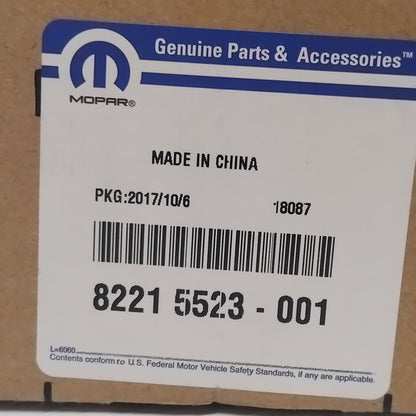 Genuine Parts & Accessories™
MOPAR®
MADE IN CHINA
PKG:2017/10/6 18087
8221 5523 - 001
L=6060
Contents conform to U.S. Federal Motor Vehicle Safety Standards, if any are applicable.